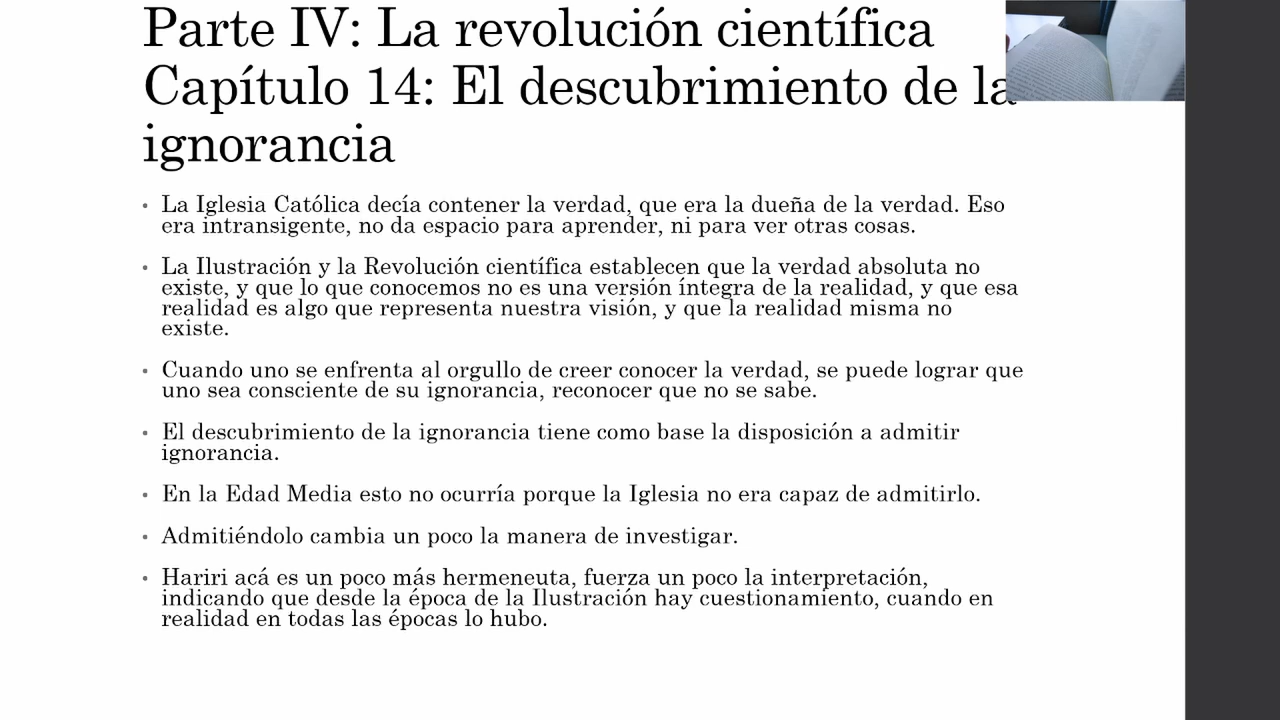 Parte IV: La revolución científica
Capítulo 14: El descubrimiento de la
ignorancia
• La Iglesia Católica decía contener la verdad, que era la dueña de la verdad. Eso
era intransigente, no da espacio para aprender, ni para ver otras cosas.
• La Ilustración y la Revolución científica establecen que la verdad absoluta no
existe, y que lo que conocemos no es una versión íntegra de la realidad, y que esa
realidad es algo que representa nuestra visión, y que la realidad misma no
existe.
• Cuando uno se enfrenta al orgullo de creer conocer la verdad, se puede lograr que
uno sea consciente de su ignorancia, reconocer que no se sabe.
• El descubrimiento de la ignorancia tiene como base la disposición a admitir
ignorancia.
• En la Edad Media esto no ocurría porque la Iglesia no era capaz de admitirlo.
• Admitiéndolo cambia un poco la manera de investigar.
• Hariri acá es un poco más hermeneuta, fuerza un poco la interpretación,
indicando que desde la época de la Ilustración hay cuestionamiento, cuando en
realidad en todas las épocas lo hubo.